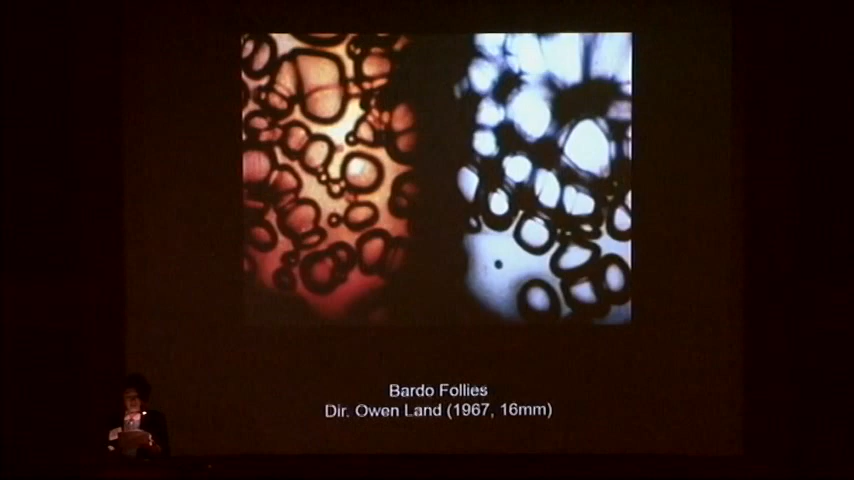 Bardo Follies
Dir. Owen Land (1967, 16mm)